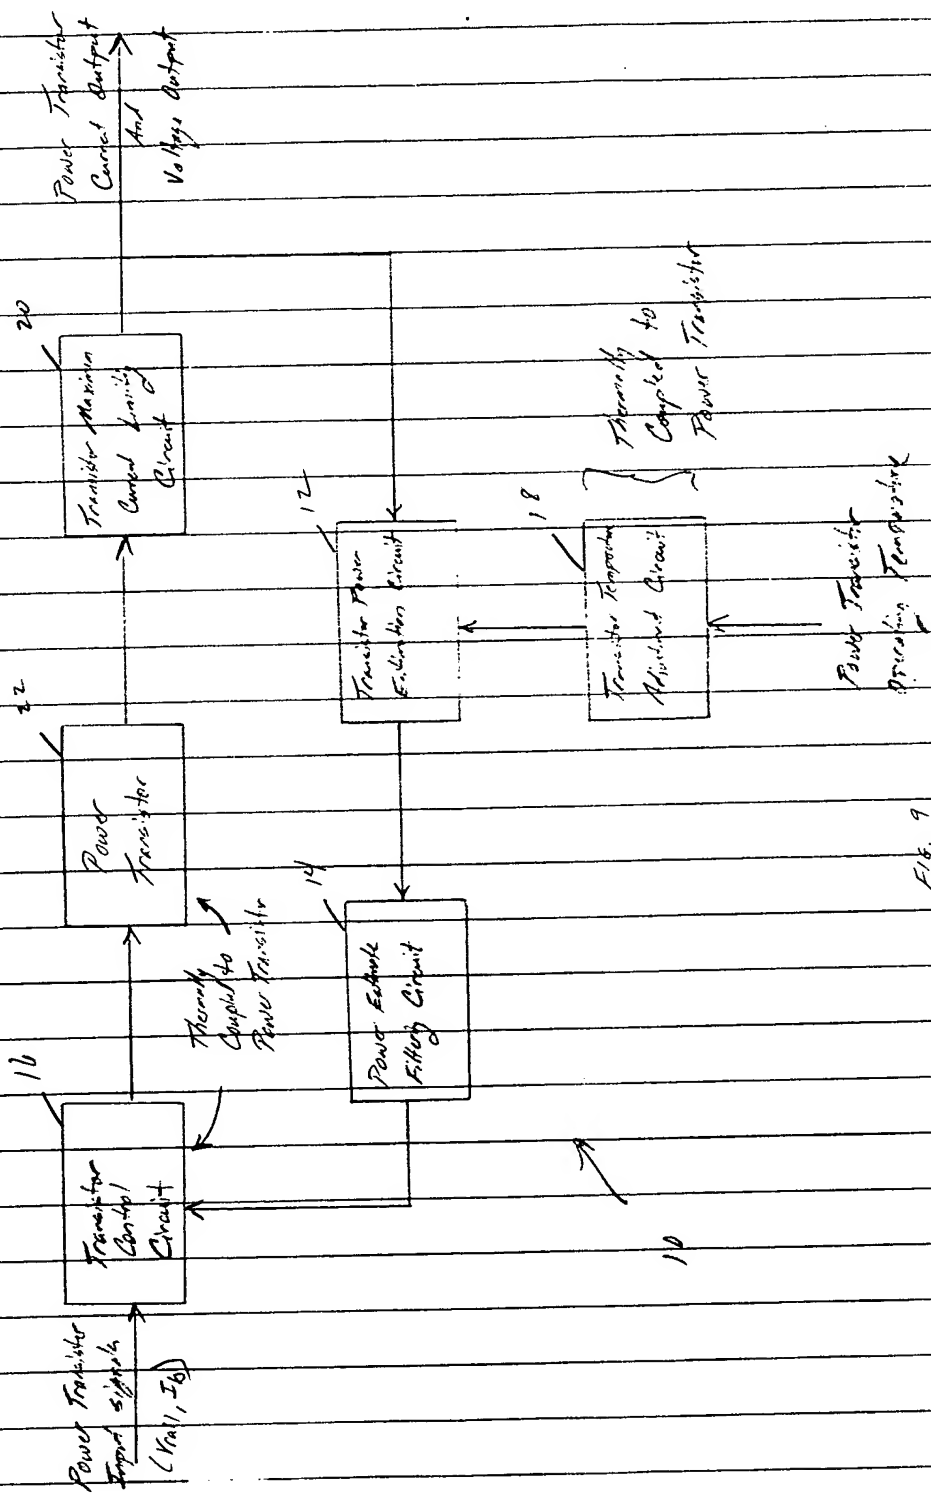 Power Transistor
Input signals
(Vrail, Ib)
16
Transistor
Control
Circuit
Thermally
Coupled to
Power Transistor
22
Power
Transistor
20
Transistor Maximum
Current Limiting
Circuit
Power Transistor
Current Output
And
Voltage Output
14
Power Estimate
Filtering Circuit
12
Transistor Power
Estimation Circuit
18
Transistor Temperature
Adjustment Circuit
Thermally
Coupled to
Power Transistor
Power Transistor
Operating Temperature
10
FIG. 9